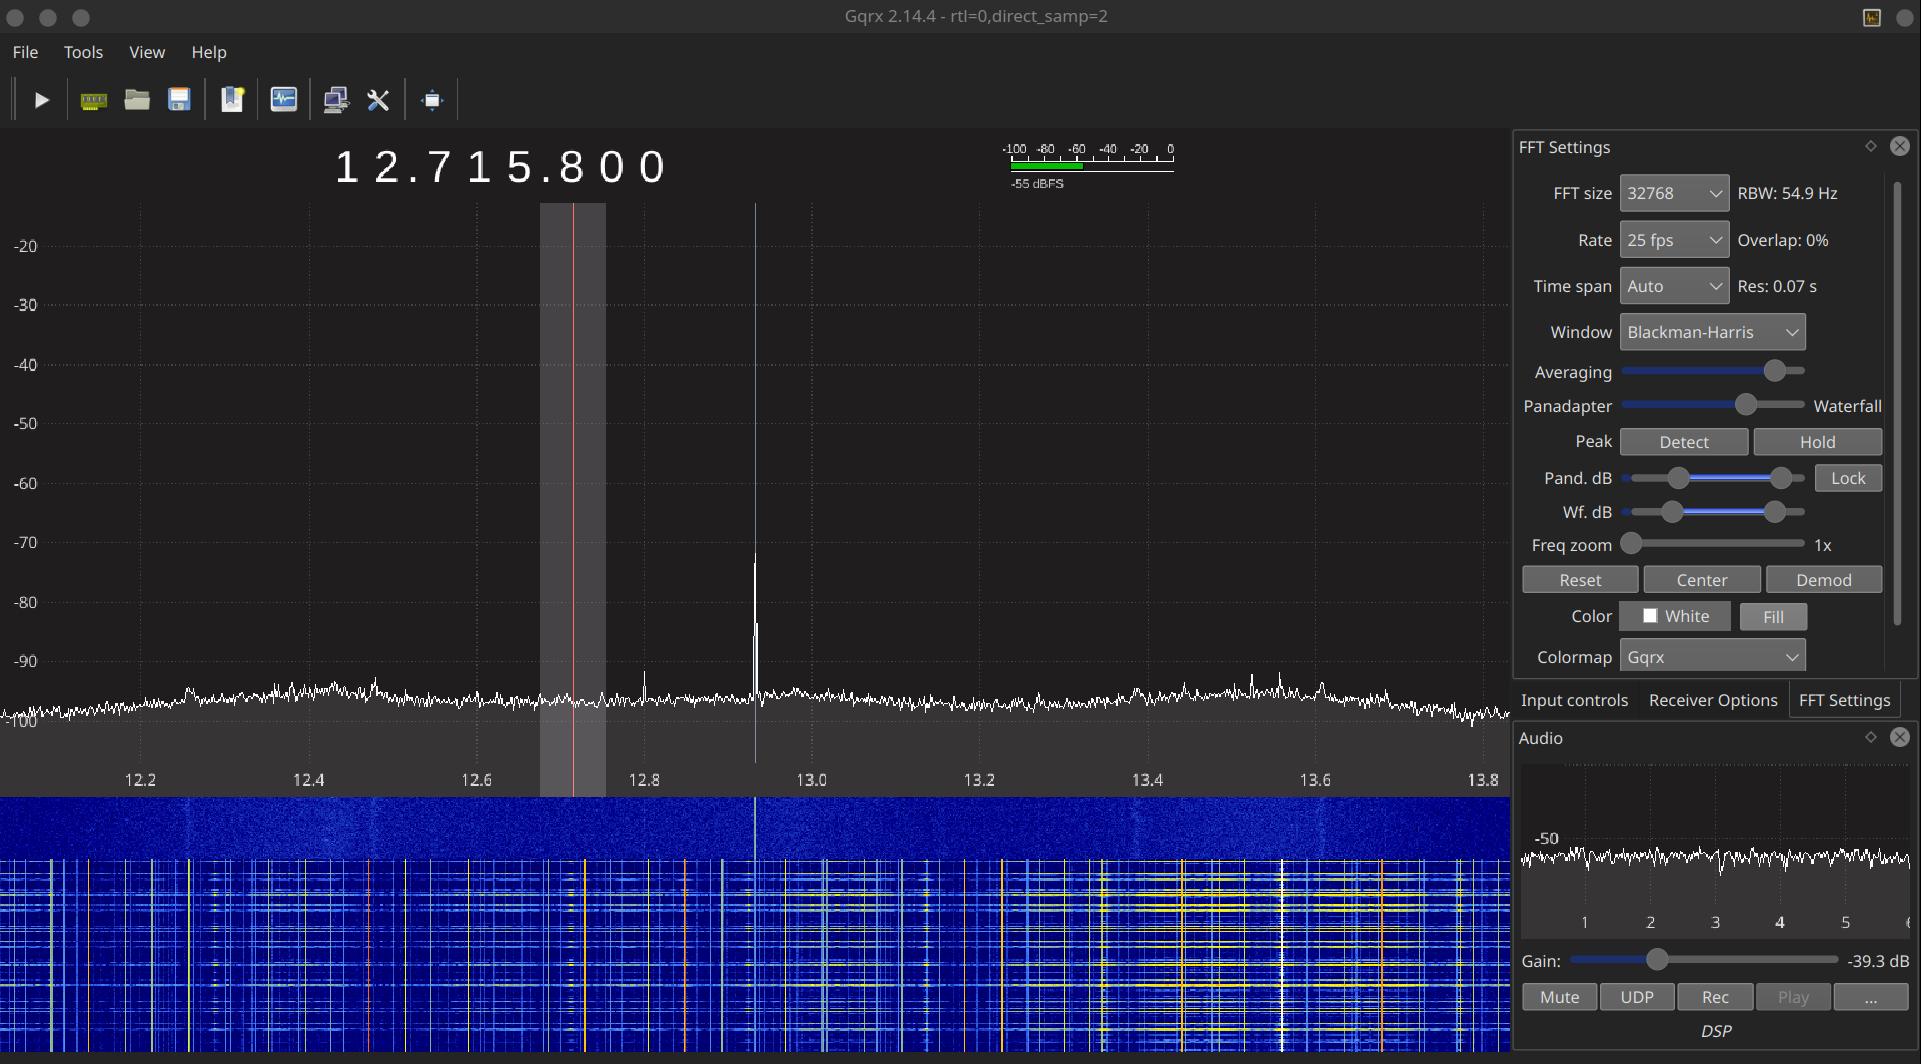 Gqrx 2.14.4 - rtl=0,direct_samp=2
File Tools View Help
12.715.800
-100 -80 -60 -40 -20 0
-55 dBFS
-20
-30
-40
-50
-60
-70
-80
-90
-100
12.2 12.4 12.6 12.8 13.0 13.2 13.4 13.6 13.8
FFT Settings
FFT size 32768 RBW: 54.9 Hz
Rate 25 fps Overlap: 0%
Time span Auto Res: 0.07 s
Window Blackman-Harris
Averaging
Panadapter Waterfall
Peak Detect Hold
Pand. dB Lock
Wf. dB
Freq zoom 1x
Reset Center Demod
Color White Fill
Colormap Gqrx
Input controls Receiver Options FFT Settings
Audio
-50
1 2 3 4 5 6
Gain: -39.3 dB
Mute UDP Rec Play ...
DSP